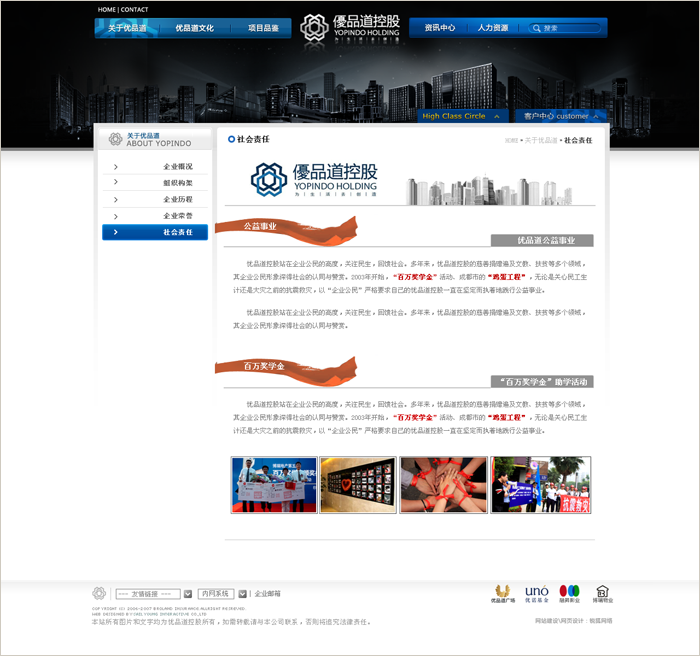 HOME | CONTACT
关于优品道
优品道文化
项目品鉴
優品道控股
YOPINDO HOLDING
为生活去创造
资讯中心
人力资源
搜索
High Class Circle
客户中心 customer
关于优品道
ABOUT YOPINDO
企业概况
组织构架
企业历程
企业荣誉
社会责任
社会责任
HOME • 关于优品道 • 社会责任
優品道控股
YOPINDO HOLDING
为生活去创造
公益事业
优品道公益事业
优品道控股站在企业公民的高度，关注民生，回馈社会。多年来，优品道控股的慈善捐赠遍及文教、扶贫等多个领域，
其企业公民形象深得社会的认同与赞赏。2003年开始，“百万奖学金”活动、成都市的“鸡蛋工程”，无论是关心民工生
计还是大灾之前的抗震救灾，以“企业公民”严格要求自己的优品道控股一直在坚定而执着地践行公益事业。
优品道控股站在企业公民的高度，关注民生，回馈社会。多年来，优品道控股的慈善捐赠遍及文教、扶贫等多个领域，
其企业公民形象深得社会的认同与赞赏。
百万奖学金
“百万奖学金”助学活动
优品道控股站在企业公民的高度，关注民生，回馈社会。多年来，优品道控股的慈善捐赠遍及文教、扶贫等多个领域，
其企业公民形象深得社会的认同与赞赏。2003年开始，“百万奖学金”活动、成都市的“鸡蛋工程”，无论是关心民工生
计还是大灾之前的抗震救灾，以“企业公民”严格要求自己的优品道控股一直在坚定而执着地践行公益事业。
抗震救灾
--- 友情链接 ---
内网系统
| 企业邮箱
优品道广场
unó
优居基金
本站所有图片和文字均为优品道控股所有，如需转载请与本公司联系，否则将追究法律责任。